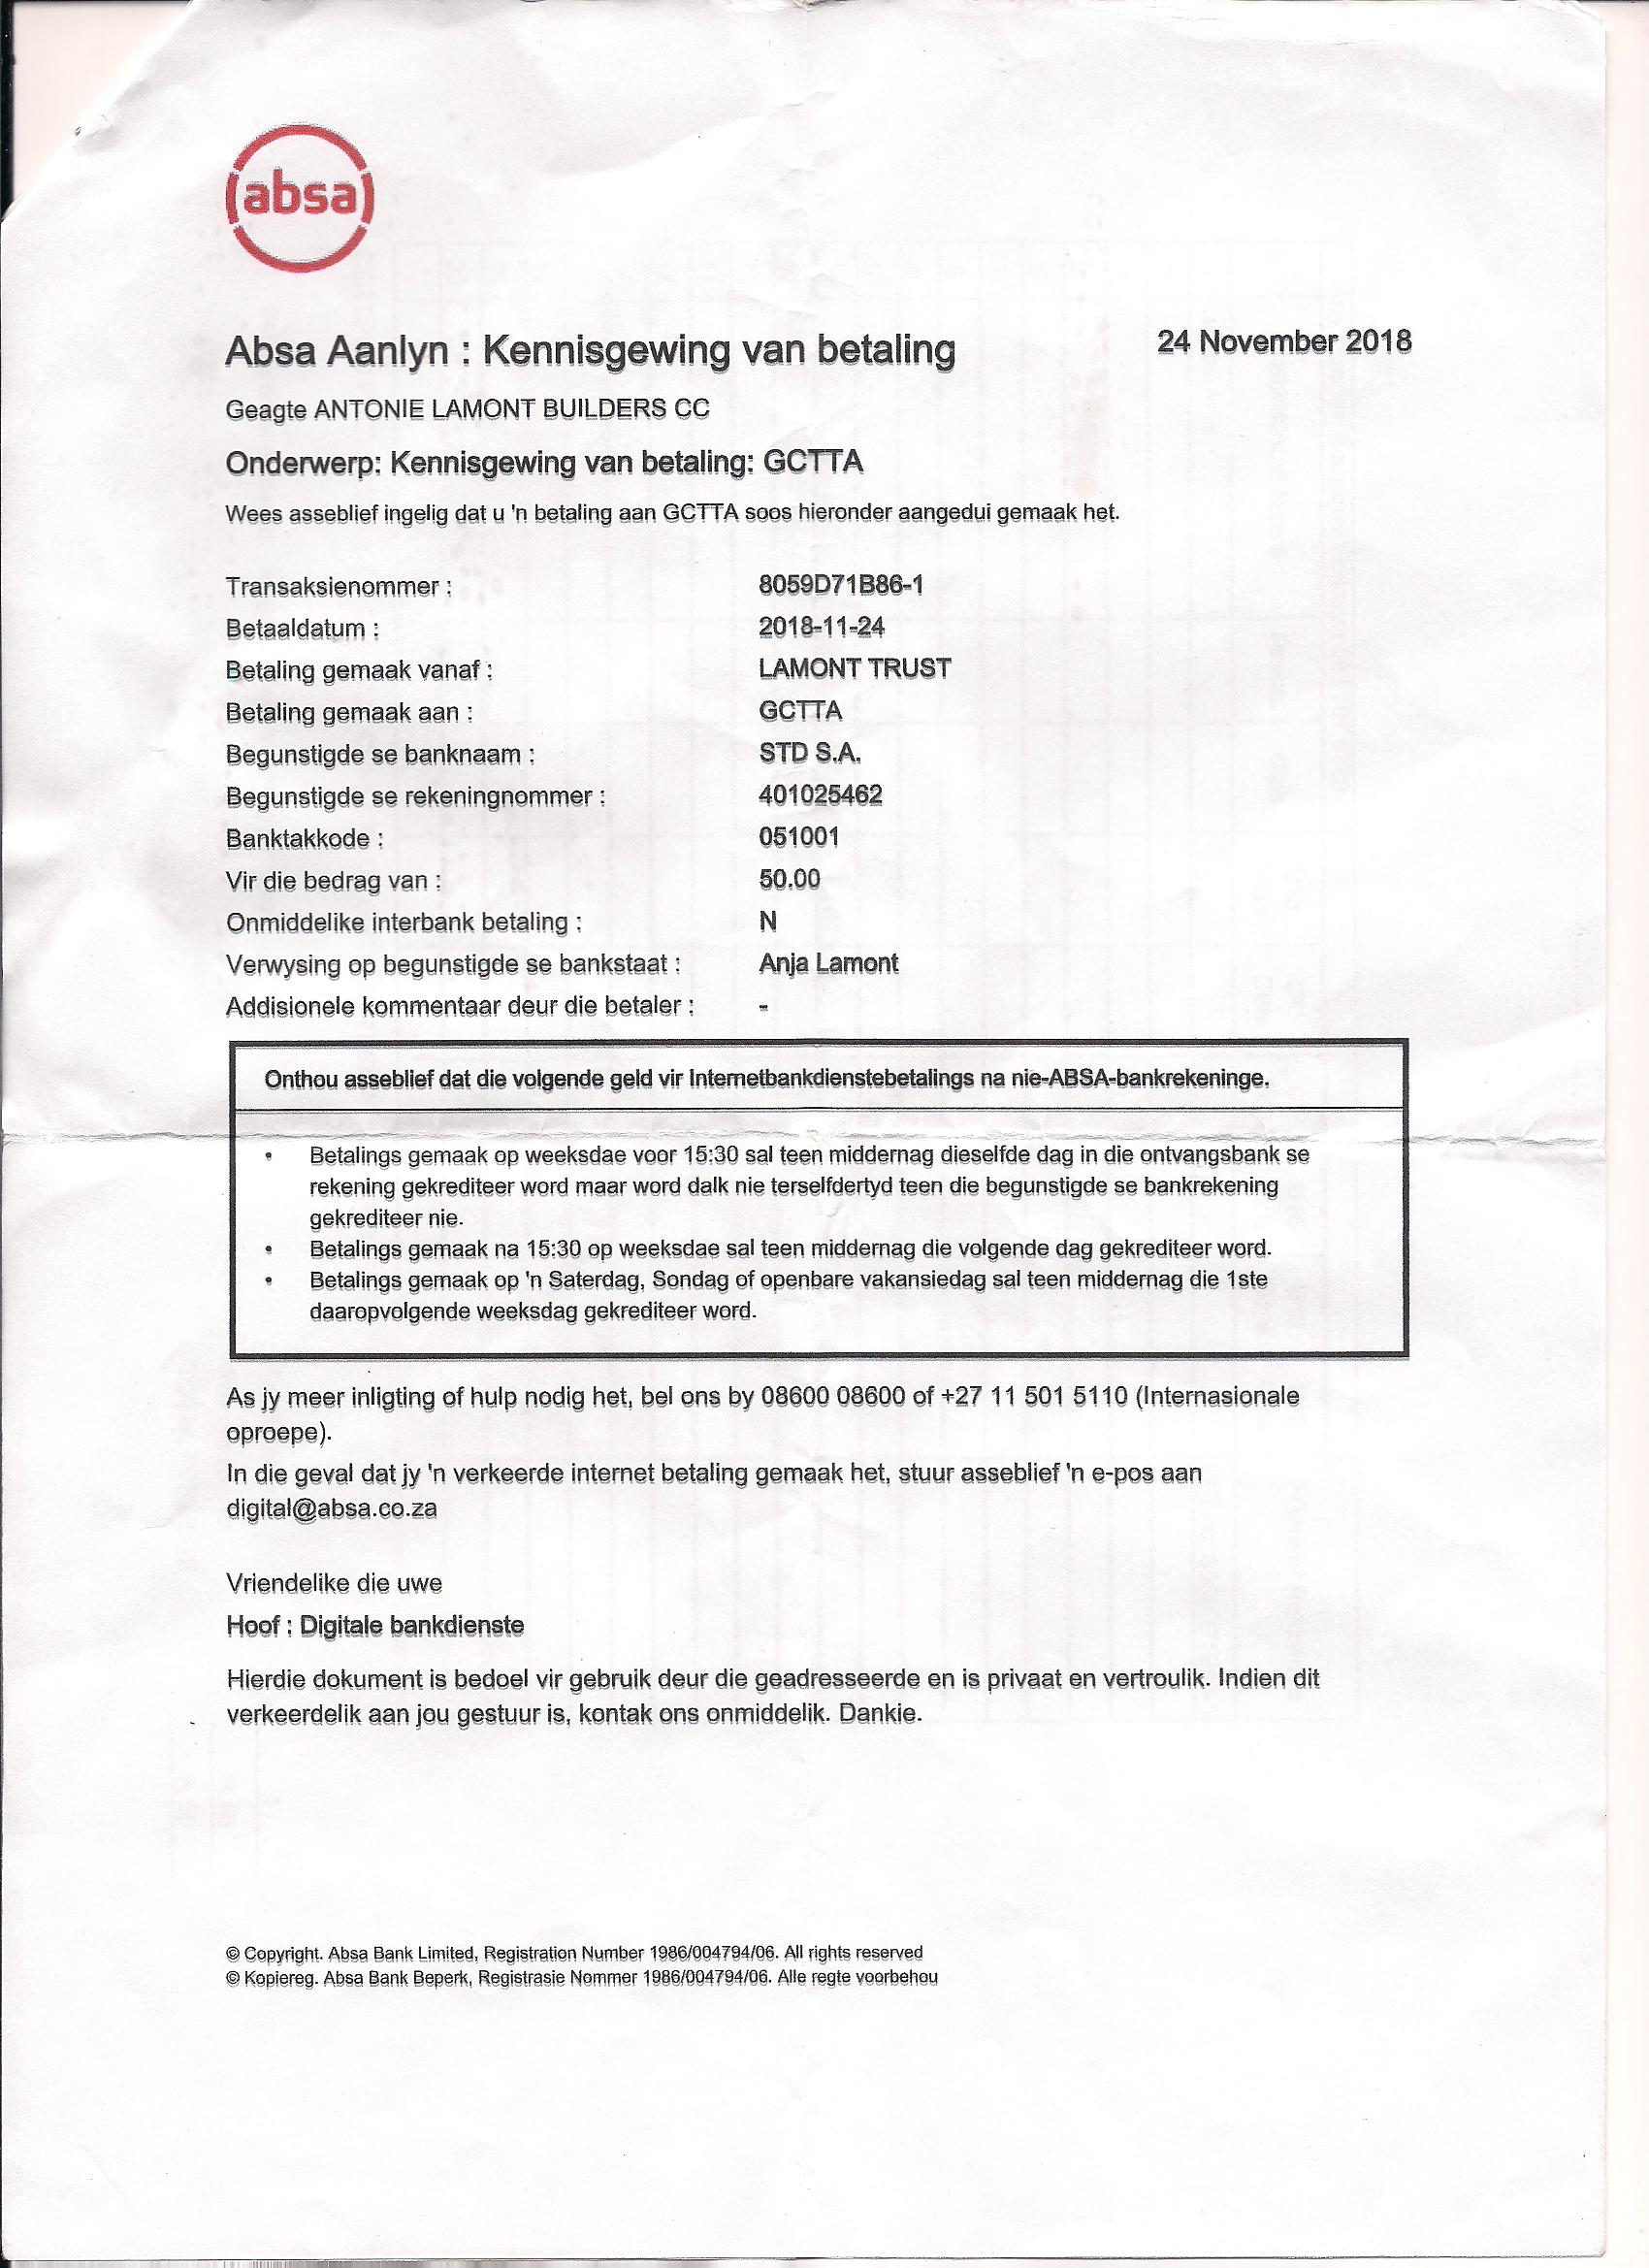 absa
Absa Aanlyn : Kennisgewing van betaling
24 November 2018
Geagte ANTONIE LAMONT BUILDERS CC
Onderwerp: Kennisgewing van betaling: GCTTA
Wees asseblief ingelig dat u 'n betaling aan GCTTA soos hieronder aangedui gemaak het.
Transaksienommer : 8059D71B86-1
Betaaldatum : 2018-11-24
Betaling gemaak vanaf : LAMONT TRUST
Betaling gemaak aan : GCTTA
Begunstigde se banknaam : STD S.A.
Begunstigde se rekeningnommer : 401025462
Banktakkode : 051001
Vir die bedrag van : 50.00
Onmiddelike interbank betaling : N
Verwysing op begunstigde se bankstaat : Anja Lamont
Addisionele kommentaar deur die betaler : -
Onthou asseblief dat die volgende geld vir Internetbankdienstebetalings na nie-ABSA-bankrekeninge.
• Betalings gemaak op weeksdae voor 15:30 sal teen middernag dieselfde dag in die ontvangsbank se
rekening gekrediteer word maar word dalk nie terselfdertyd teen die begunstigde se bankrekening
gekrediteer nie.
• Betalings gemaak na 15:30 op weeksdae sal teen middernag die volgende dag gekrediteer word.
• Betalings gemaak op 'n Saterdag, Sondag of openbare vakansiedag sal teen middernag die 1ste
daaropvolgende weeksdag gekrediteer word.
As jy meer inligting of hulp nodig het, bel ons by 08600 08600 of +27 11 501 5110 (Internasionale
oproepe).
In die geval dat jy 'n verkeerde internet betaling gemaak het, stuur asseblief 'n e-pos aan
digital@absa.co.za
Vriendelike die uwe
Hoof : Digitale bankdienste
Hierdie dokument is bedoel vir gebruik deur die geadresseerde en is privaat en vertroulik. Indien dit
verkeerdelik aan jou gestuur is, kontak ons onmiddelik. Dankie.
© Copyright. Absa Bank Limited, Registration Number 1986/004794/06. All rights reserved
© Kopiereg. Absa Bank Beperk, Registrasie Nommer 1986/004794/06. Alle regte voorbehou